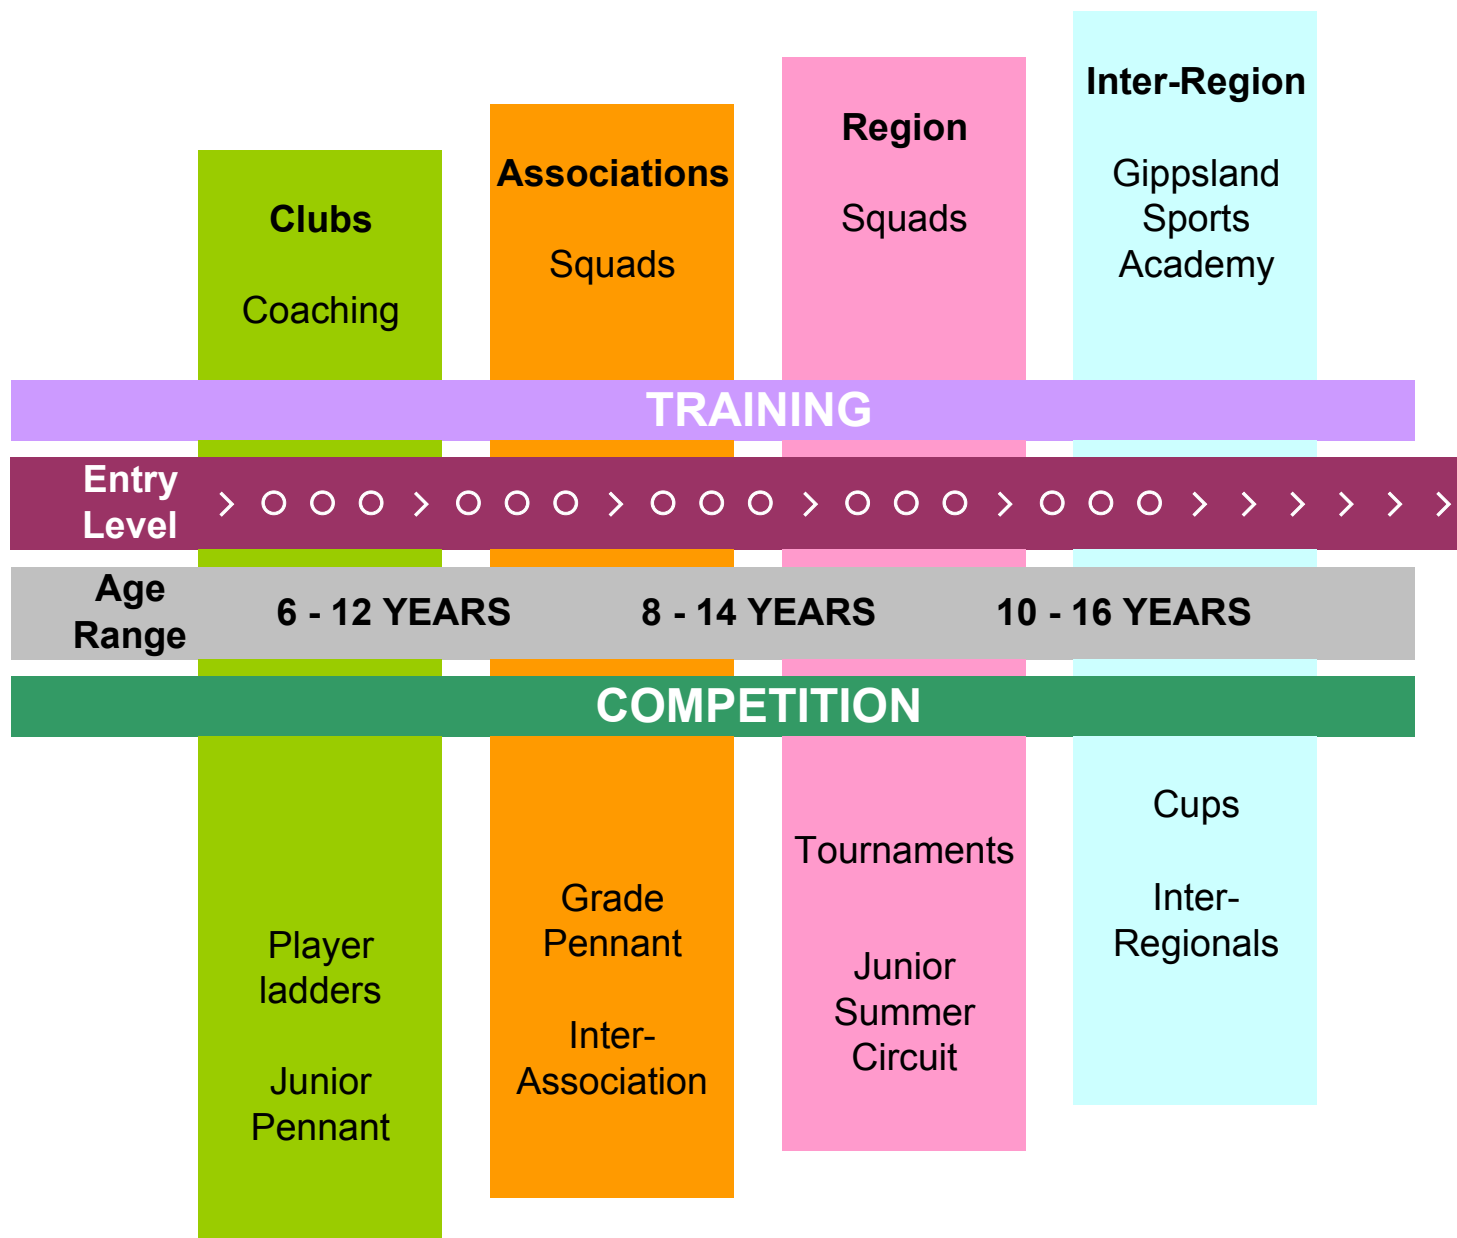 Clubs
Coaching
Associations
Squads
Region
Squads
Inter-Region
Gippsland
Sports
Academy
TRAINING
Entry
Level
> O O O > O O O > O O O > O O O > O O O > > > > > >
Age
Range
6 - 12 YEARS
8 - 14 YEARS
10 - 16 YEARS
COMPETITION
Player
ladders
Junior
Pennant
Grade
Pennant
Inter-
Association
Tournaments
Junior
Summer
Circuit
Cups
Inter-
Regionals